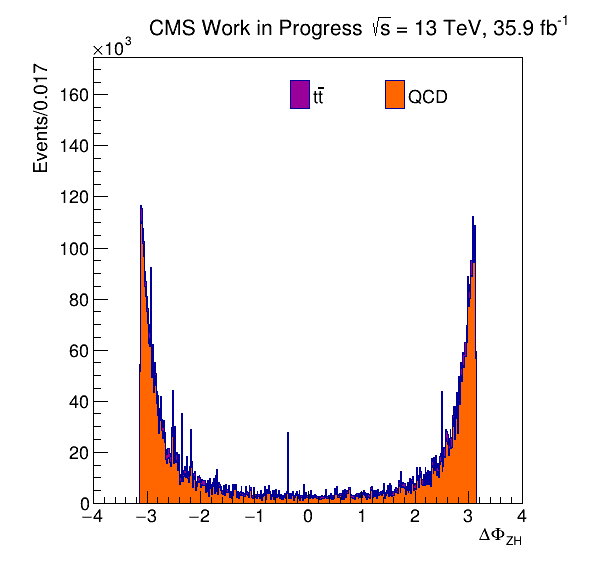 CMS Work in Progress √s = 13 TeV, 35.9 fb⁻¹
×10³
Events/0.017
tt̄
QCD
160
140
120
100
80
60
40
20
0
−4 −3 −2 −1 0 1 2 3 4
ΔΦ_ZH